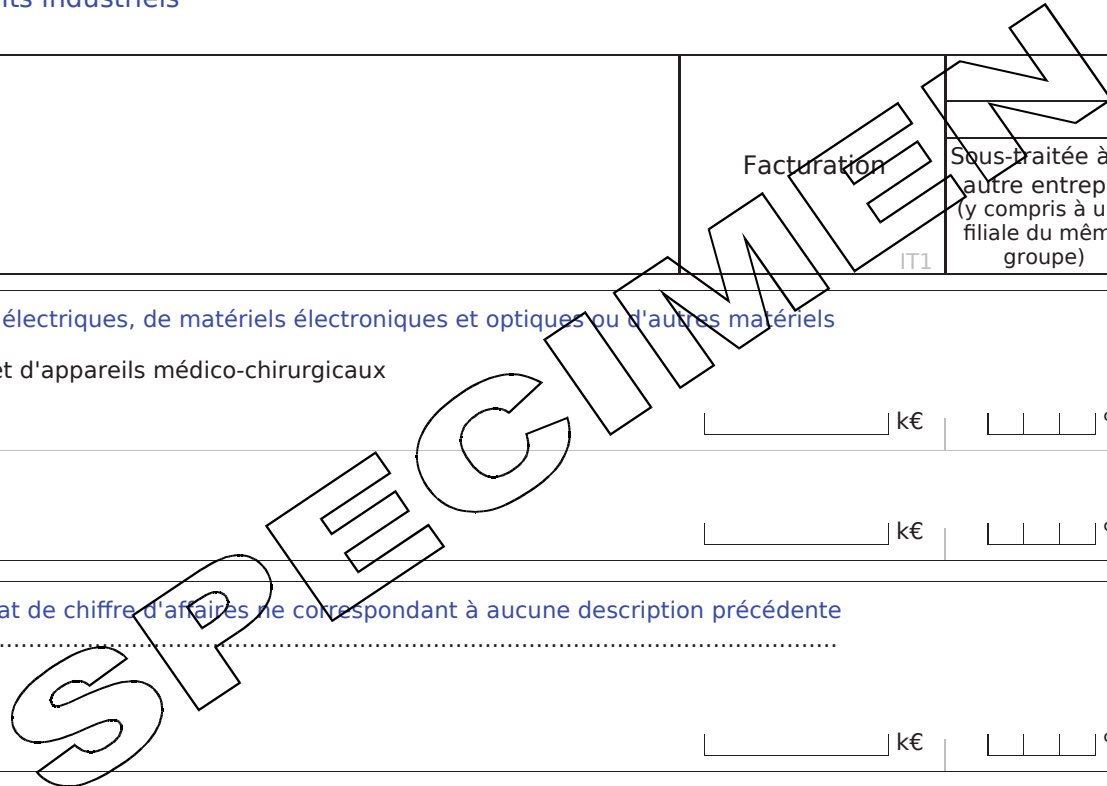 its industriels
Facturation
IT1
Sous-traitée à
autre entrep
(y compris à u
filiale du mêm
groupe)
électriques, de matériels électroniques et optiques ou d'autres matériels
et d'appareils médico-chirurgicaux
k€
k€
at de chiffre d'affaires ne correspondant à aucune description précédente
k€
SPECIMEN